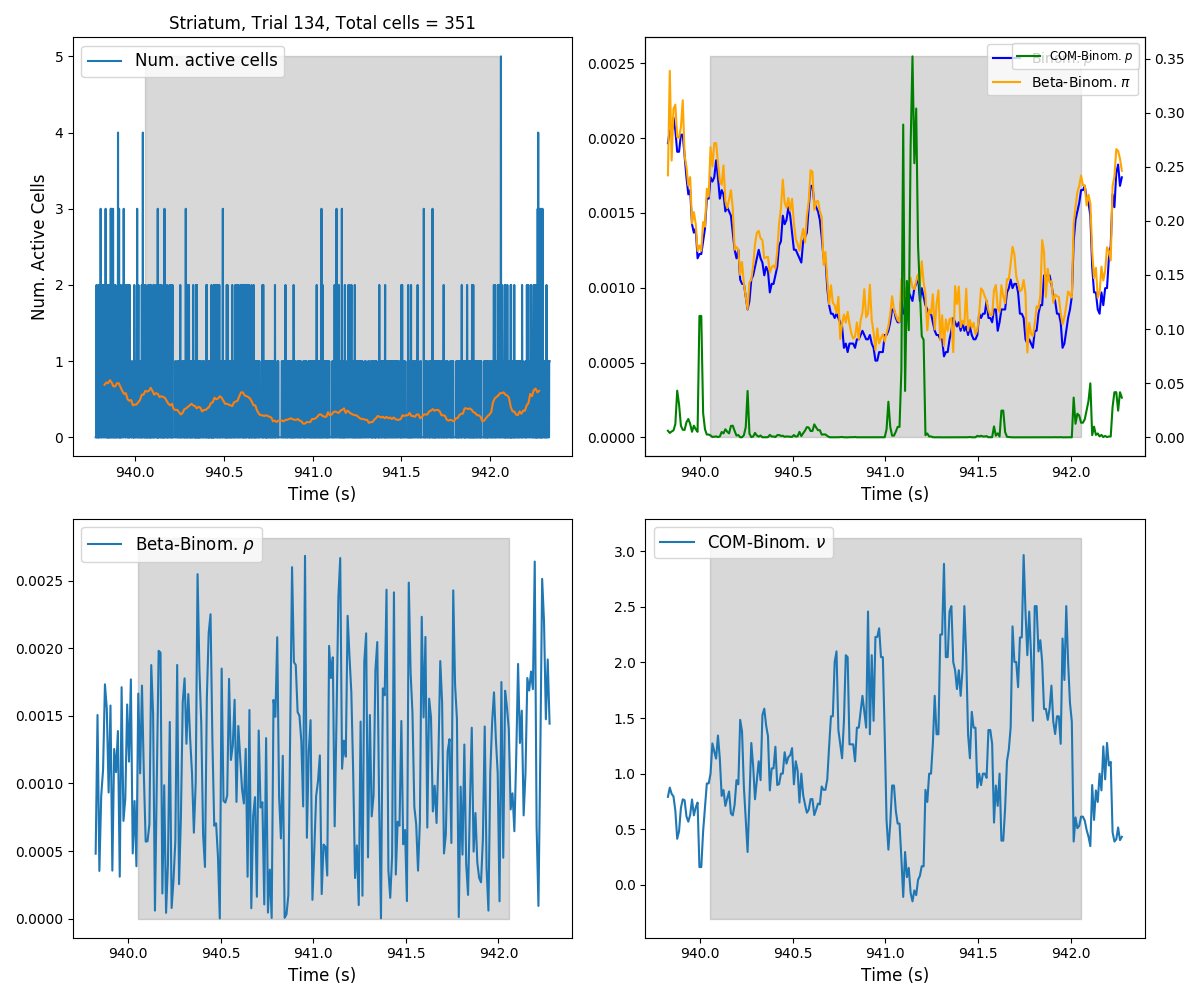 Striatum, Trial 134, Total cells = 351
Num. active cells
Num. Active Cells
5
4
3
2
1
0
940.0 940.5 941.0 941.5 942.0
Time (s)
COM-Binom. p
Beta-Binom. π
0.0025
0.0020
0.0015
0.0010
0.0005
0.0000
0.35
0.30
0.25
0.20
0.15
0.10
0.05
0.00
940.0 940.5 941.0 941.5 942.0
Time (s)
Beta-Binom. ρ
0.0025
0.0020
0.0015
0.0010
0.0005
0.0000
940.0 940.5 941.0 941.5 942.0
Time (s)
COM-Binom. ν
3.0
2.5
2.0
1.5
1.0
0.5
0.0
940.0 940.5 941.0 941.5 942.0
Time (s)